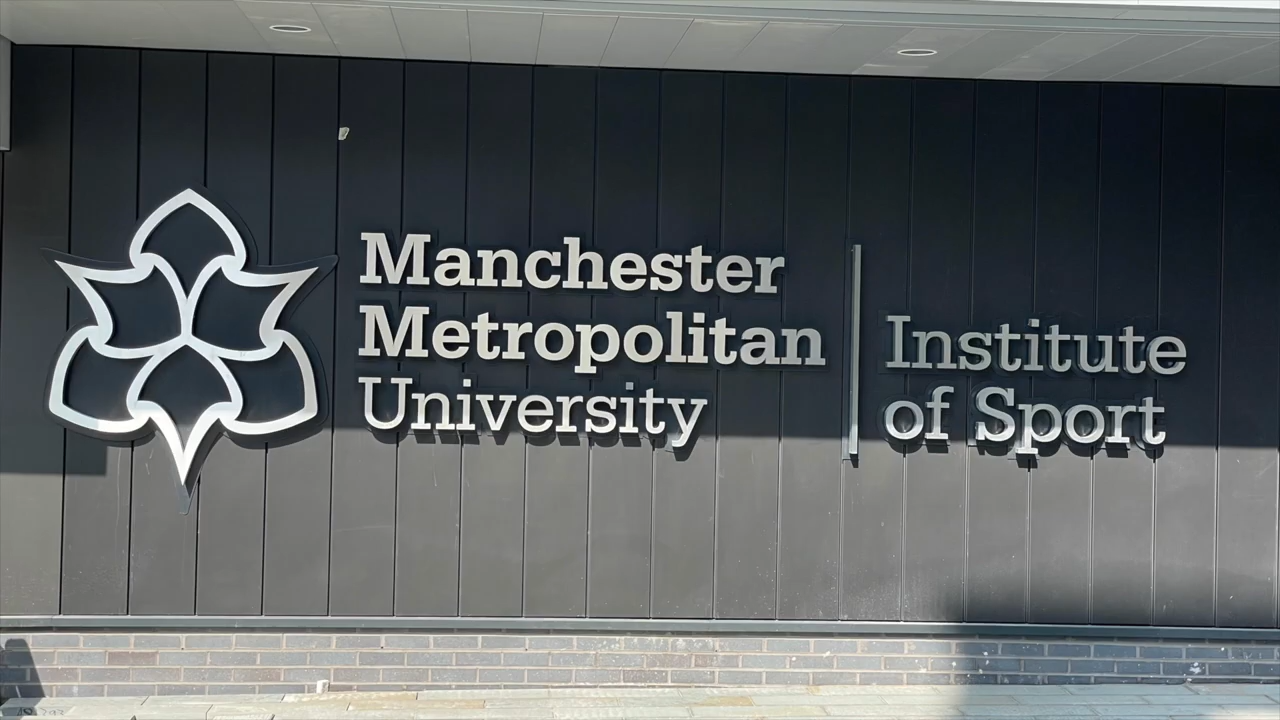 Manchester
Metropolitan
University
Institute
of Sport